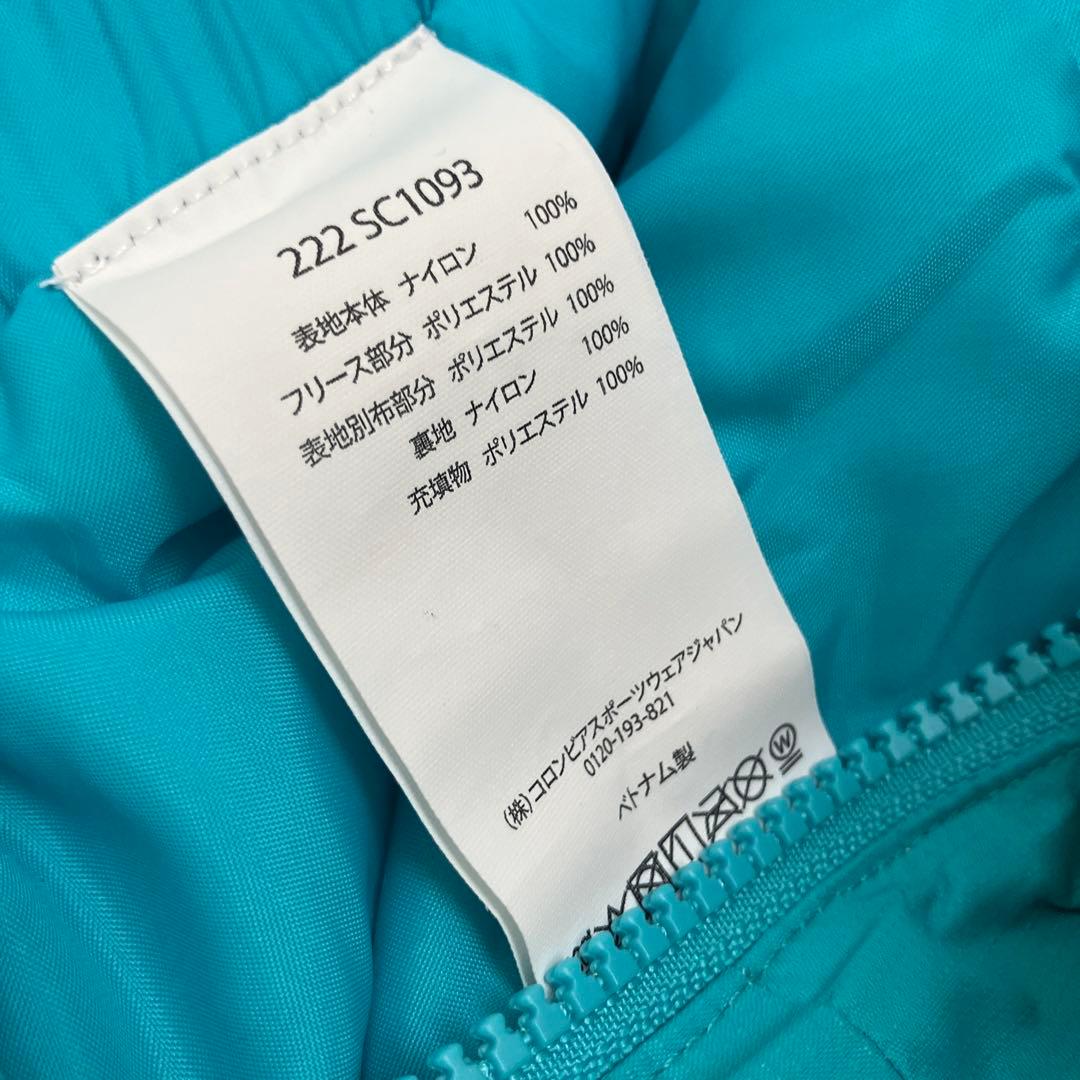 222 SC1093
表地本体 ナイロン 100%
フリース部分 ポリエステル 100%
表地別布部分 ポリエステル 100%
裏地 ナイロン 100%
充填物 ポリエステル 100%
(株)コロンビアスポーツウェアジャパン
0120-193-821
ベトナム製
W